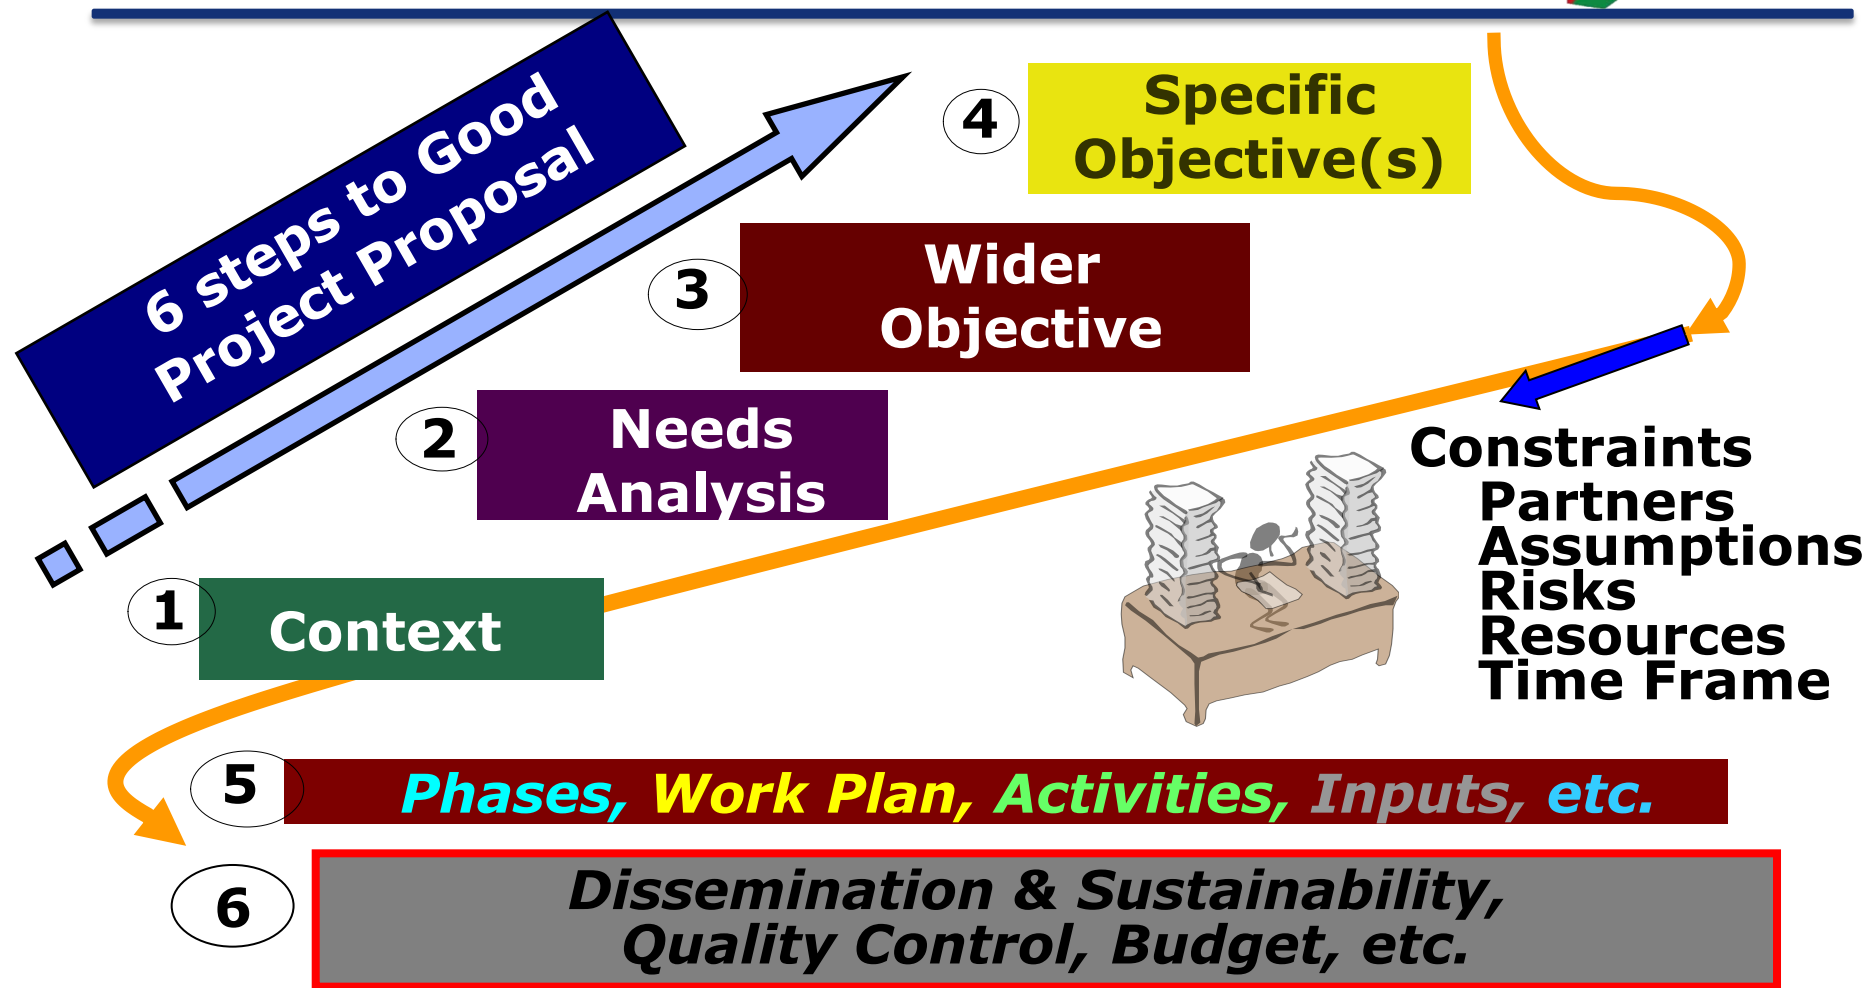 6 steps to Good
Project Proposal
4
Specific
Objective(s)
3
Wider
Objective
2
Needs
Analysis
1
Context
Constraints
Partners
Assumptions
Risks
Resources
Time Frame
5
Phases, Work Plan, Activities, Inputs, etc.
6
Dissemination & Sustainability,
Quality Control, Budget, etc.